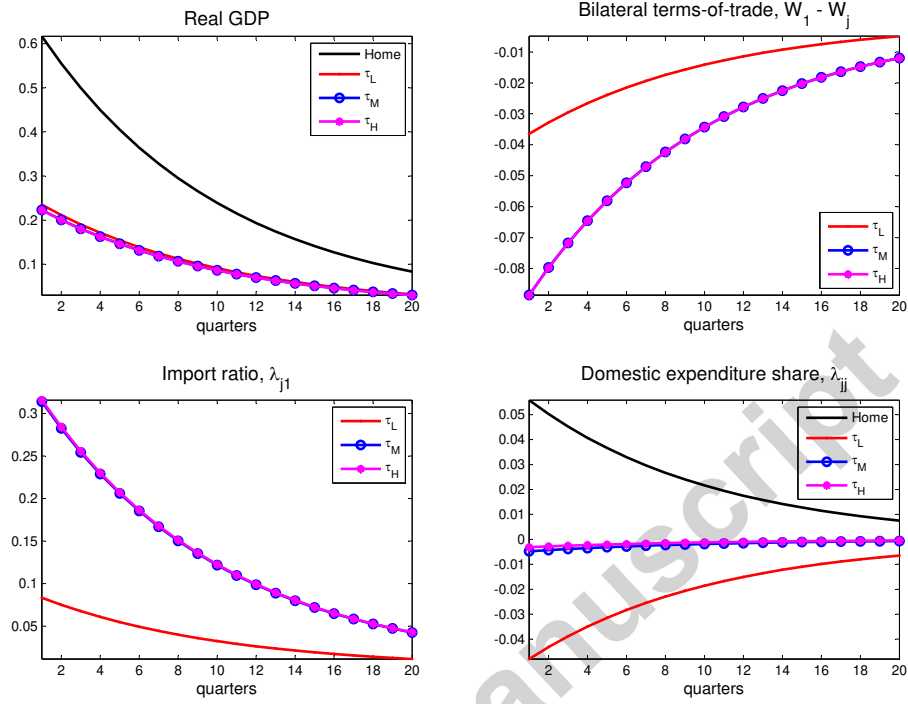 Real GDP
0.6
0.5
0.4
0.3
0.2
0.1
2 4 6 8 10 12 14 16 18 20
quarters
Home
τL
τM
τH
Bilateral terms-of-trade, W1 - Wj
-0.01
-0.02
-0.03
-0.04
-0.05
-0.06
-0.07
-0.08
2 4 6 8 10 12 14 16 18 20
quarters
τL
τM
τH
Import ratio, λj1
0.3
0.25
0.2
0.15
0.1
0.05
2 4 6 8 10 12 14 16 18 20
quarters
τL
τM
τH
Domestic expenditure share, λjj
0.05
0.04
0.03
0.02
0.01
0
-0.01
-0.02
-0.03
-0.04
2 4 6 8 10 12 14 16 18 20
quarters
Home
τL
τM
τH
anuscript